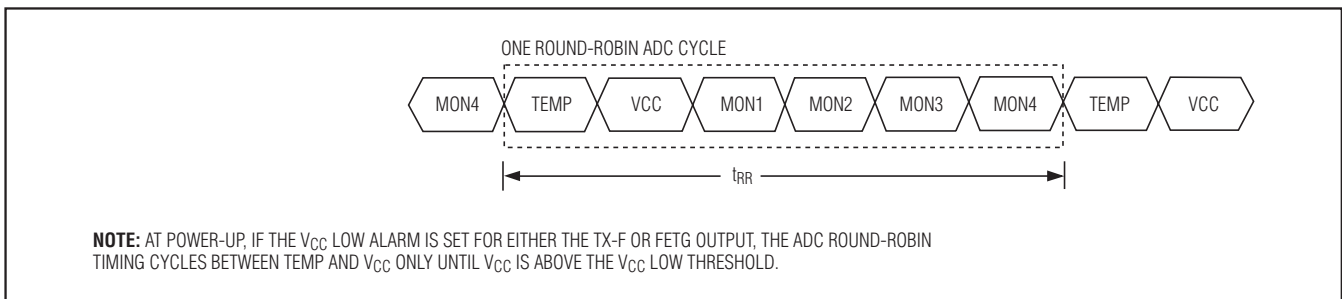 ONE ROUND-ROBIN ADC CYCLE
MON4 TEMP VCC MON1 MON2 MON3 MON4 TEMP VCC
tRR
NOTE: AT POWER-UP, IF THE VCC LOW ALARM IS SET FOR EITHER THE TX-F OR FETG OUTPUT, THE ADC ROUND-ROBIN
TIMING CYCLES BETWEEN TEMP AND VCC ONLY UNTIL VCC IS ABOVE THE VCC LOW THRESHOLD.